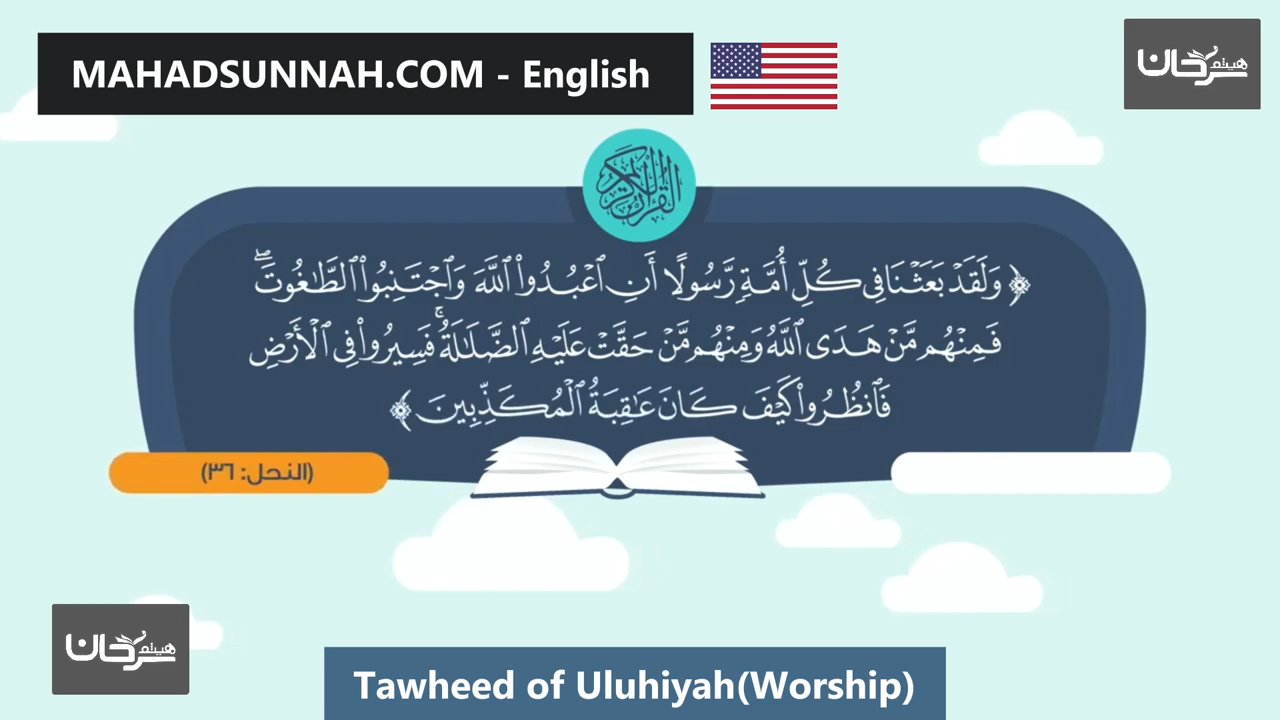 MAHADSUNNAH.COM - English
هيثم
سرحان
القرآن الكريم
﴿ وَلَقَدۡ بَعَثۡنَا فِي كُلِّ أُمَّةٖ رَّسُولًا أَنِ ٱعۡبُدُواْ ٱللَّهَ وَٱجۡتَنِبُواْ ٱلطَّٰغُوتَۖ
فَمِنۡهُم مَّنۡ هَدَى ٱللَّهُ وَمِنۡهُم مَّنۡ حَقَّتۡ عَلَيۡهِ ٱلضَّلَٰلَةُۚ فَسِيرُواْ فِي ٱلۡأَرۡضِ
فَٱنظُرُواْ كَيۡفَ كَانَ عَٰقِبَةُ ٱلۡمُكَذِّبِينَ ﴾
(النحل: ٣٦)
هيثم
سرحان
Tawheed of Uluhiyah(Worship)